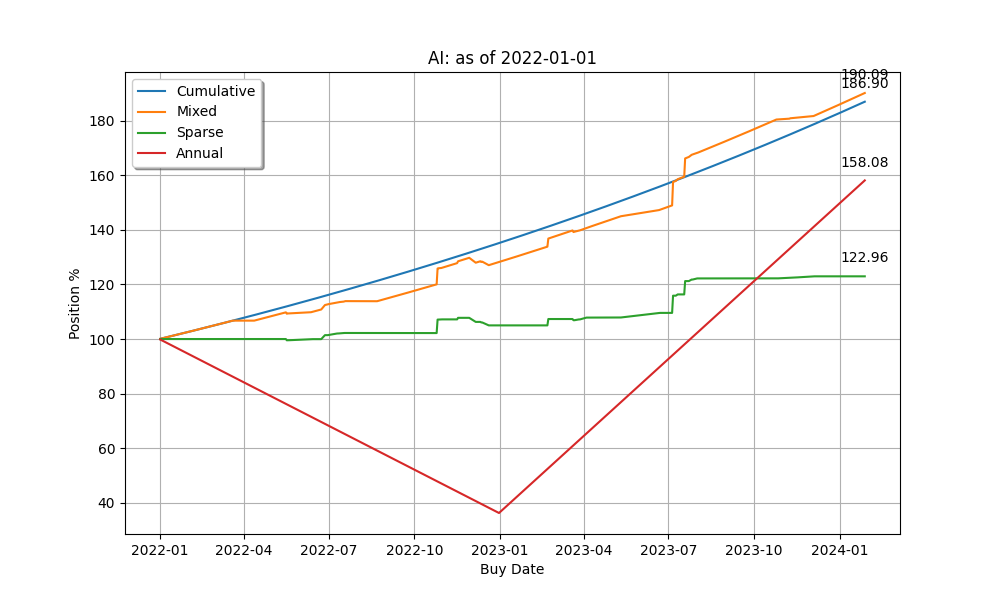 AI: as of 2022-01-01
190.09
186.90
158.08
122.96
Cumulative
Mixed
Sparse
Annual
Position %
180
160
140
120
100
80
60
40
2022-01 2022-04 2022-07 2022-10 2023-01 2023-04 2023-07 2023-10 2024-01
Buy Date